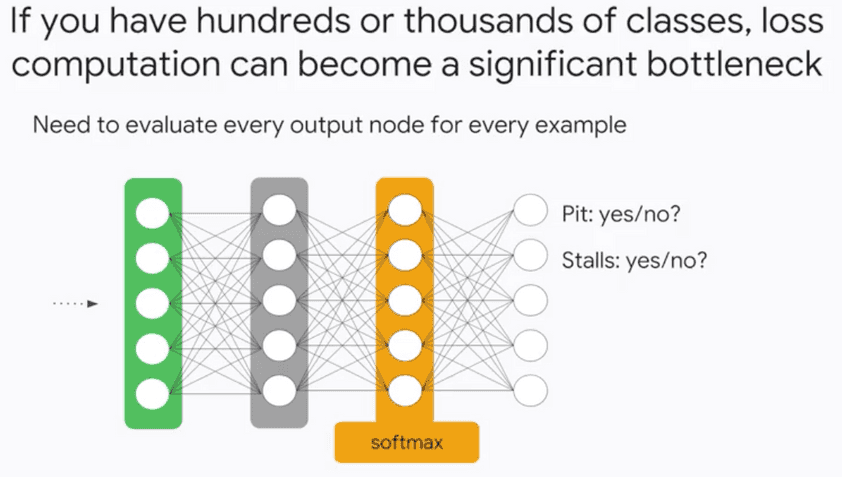 If you have hundreds or thousands of classes, loss
computation can become a significant bottleneck
Need to evaluate every output node for every example
Pit: yes/no?
Stalls: yes/no?
softmax